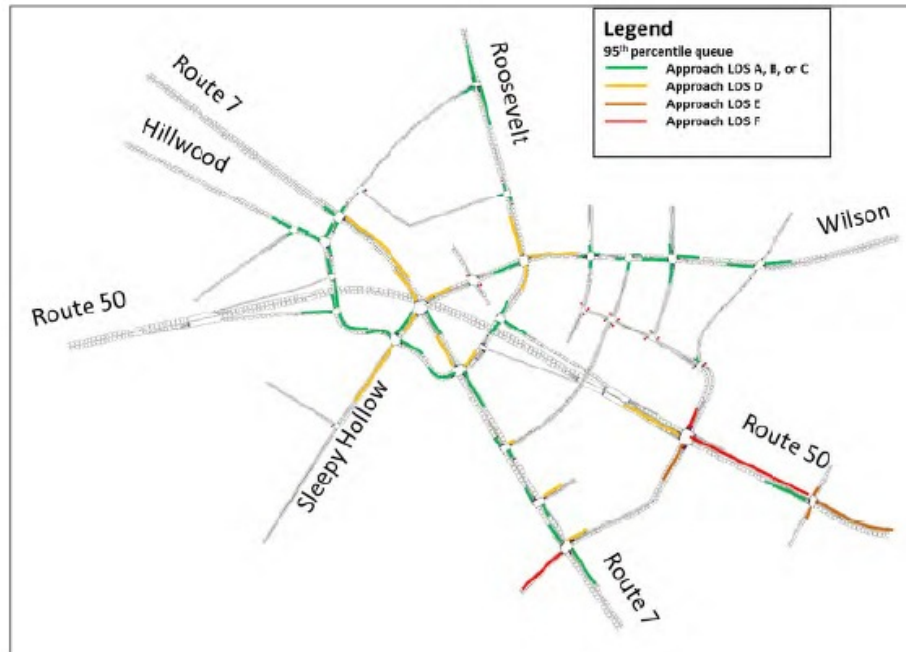 Legend
95th percentile queue
Approach LOS A, B, or C
Approach LOS D
Approach LOS E
Approach LOS F
Roosevelt
Route 7
Hillwood
Wilson
Route 50
Sleepy Hollow
Route 50
Route 7